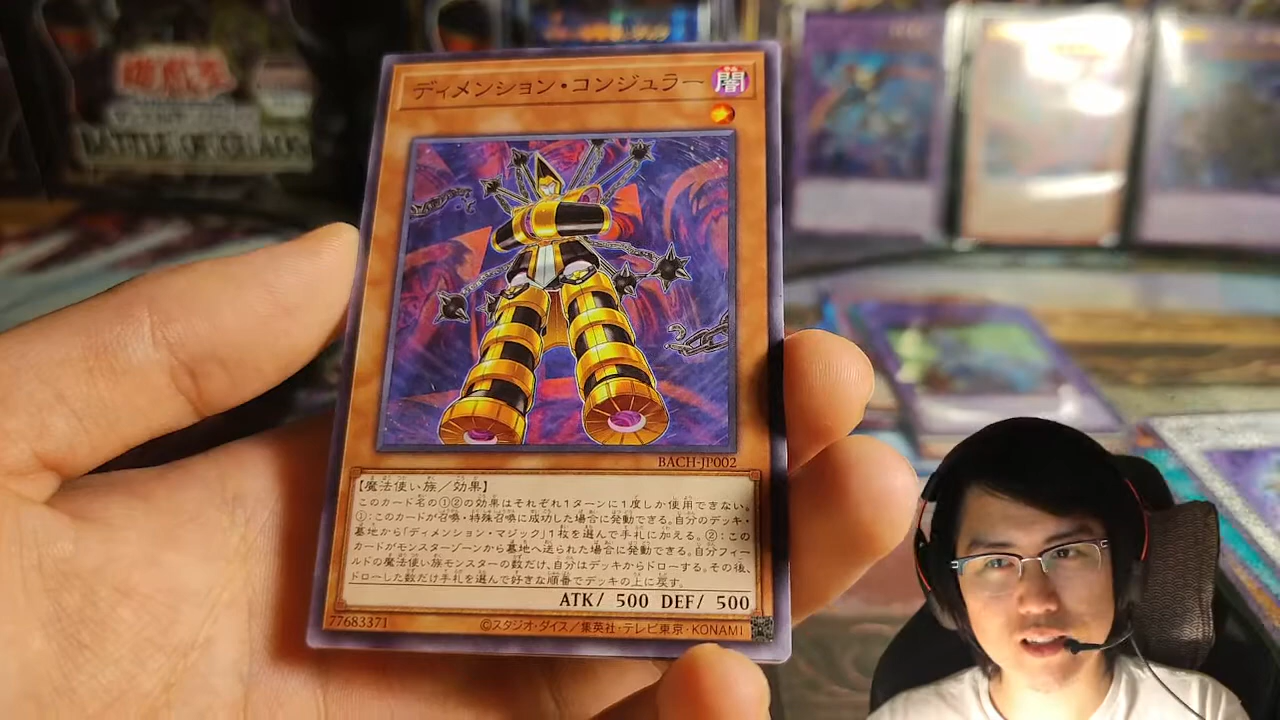 遊戯王
BATTLE OF CHAOS
ディメンション・コンジュラー
闇
BACH-JP002
【魔法使い族/効果】
このカード名の①②の効果はそれぞれ1ターンに1度しか使用できない。
①:このカードが召喚・特殊召喚に成功した場合に発動できる。自分のデッキ・
墓地から「ディメンション・マジック」1枚を選んで手札に加える。②:この
カードがモンスターゾーンから墓地へ送られた場合に発動できる。自分フィー
ルドの魔法使い族モンスターの数だけ、自分はデッキからドローする。その後、
ドローした数だけ手札を選んで好きな順番でデッキの上に戻す。
ATK/ 500 DEF/ 500
77683371
©スタジオ・ダイス/集英社・テレビ東京・KONAMI